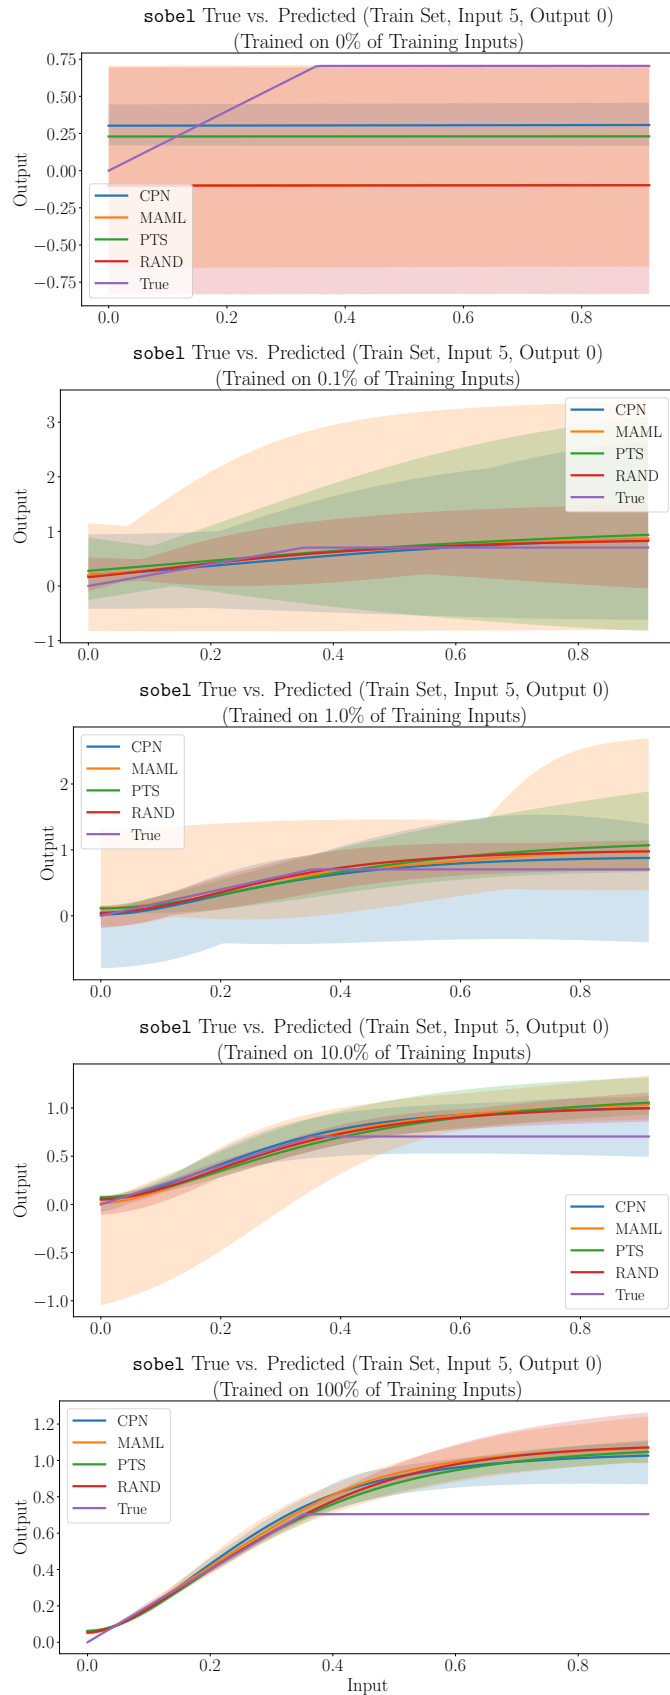 sobel True vs. Predicted (Train Set, Input 5, Output 0)
(Trained on 0% of Training Inputs)
0.75
0.50
0.25
0.00
−0.25
−0.50
−0.75
Output
CPN
MAML
PTS
RAND
True
0.0 0.2 0.4 0.6 0.8
sobel True vs. Predicted (Train Set, Input 5, Output 0)
(Trained on 0.1% of Training Inputs)
3
2
1
0
−1
Output
CPN
MAML
PTS
RAND
True
0.0 0.2 0.4 0.6 0.8
sobel True vs. Predicted (Train Set, Input 5, Output 0)
(Trained on 1.0% of Training Inputs)
2
1
0
Output
CPN
MAML
PTS
RAND
True
0.0 0.2 0.4 0.6 0.8
sobel True vs. Predicted (Train Set, Input 5, Output 0)
(Trained on 10.0% of Training Inputs)
1.0
0.5
0.0
−0.5
−1.0
Output
CPN
MAML
PTS
RAND
True
0.0 0.2 0.4 0.6 0.8
sobel True vs. Predicted (Train Set, Input 5, Output 0)
(Trained on 100% of Training Inputs)
1.2
1.0
0.8
0.6
0.4
0.2
0.0
Output
CPN
MAML
PTS
RAND
True
0.0 0.2 0.4 0.6 0.8
Input